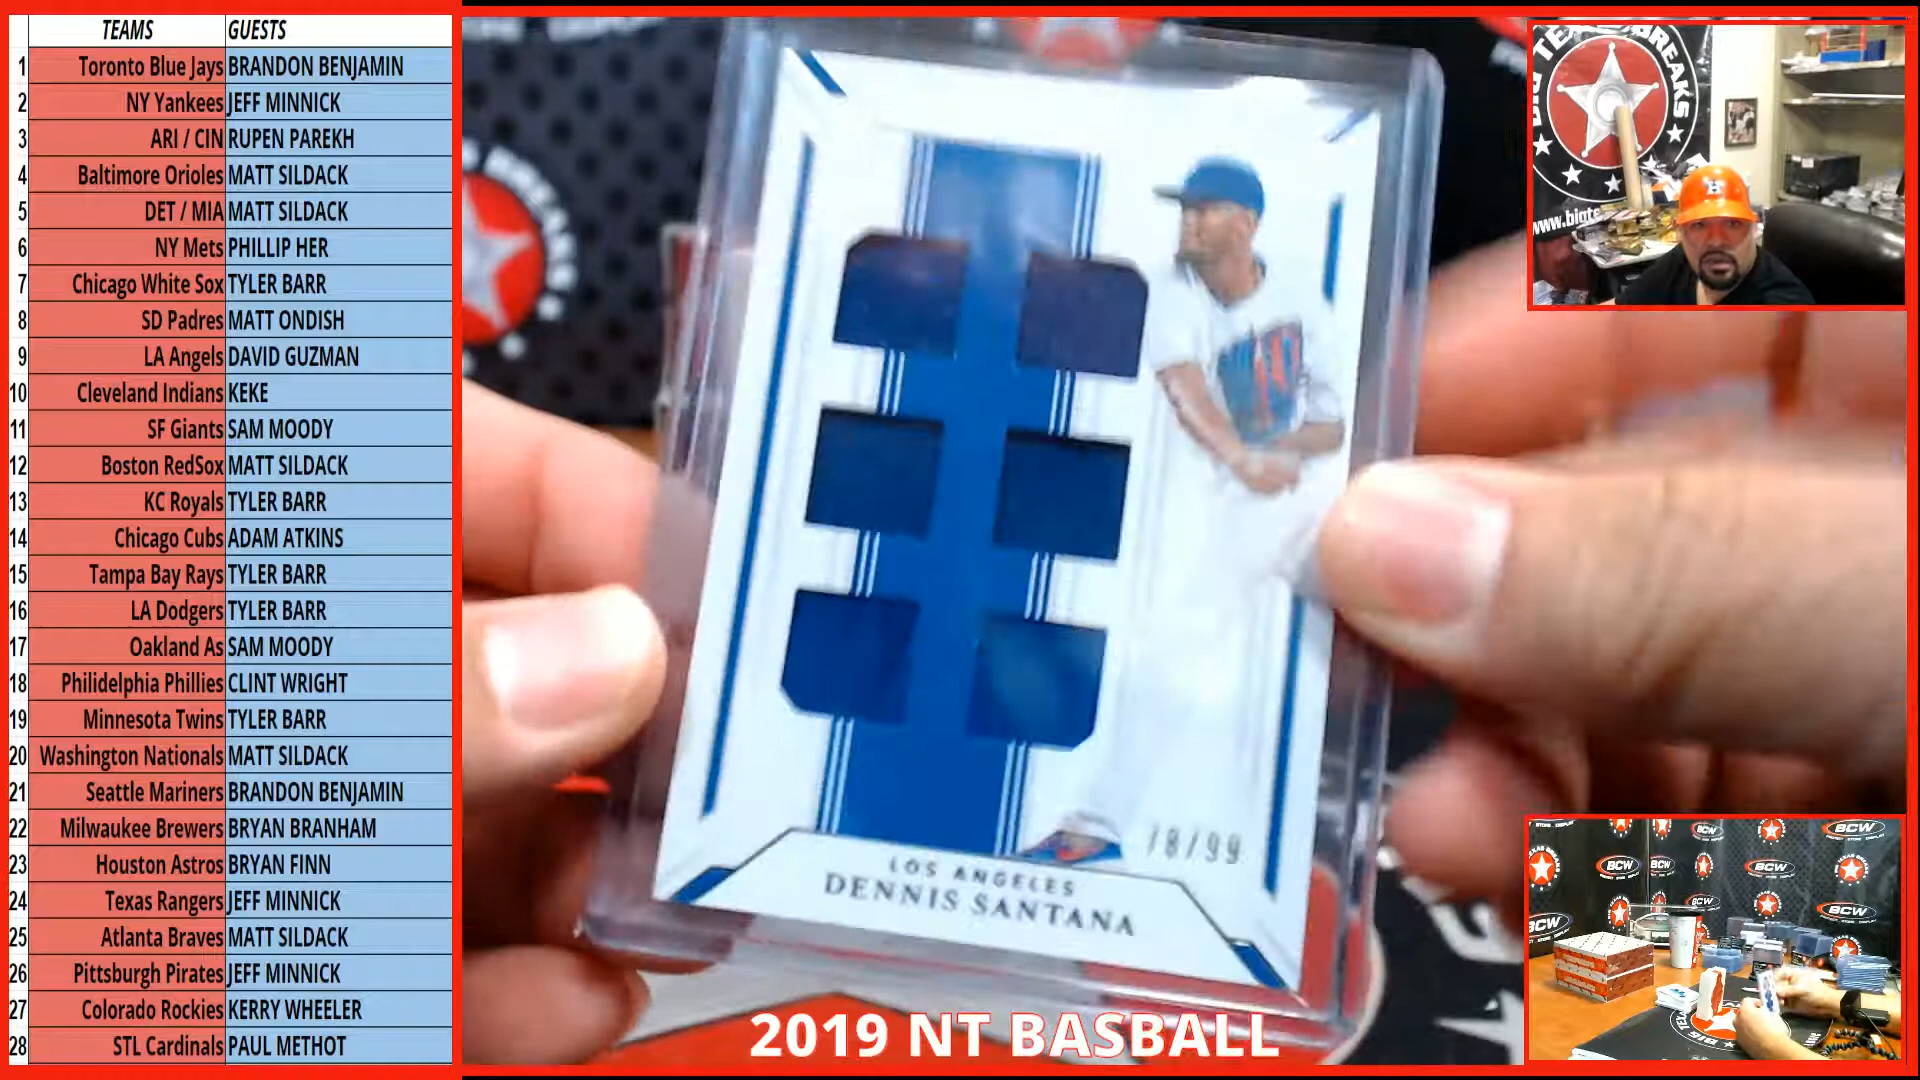 TEAMS GUESTS
1 Toronto Blue Jays BRANDON BENJAMIN
2 NY Yankees JEFF MINNICK
3 ARI / CIN RUPEN PAREKH
4 Baltimore Orioles MATT SILDACK
5 DET / MIA MATT SILDACK
6 NY Mets PHILLIP HER
7 Chicago White Sox TYLER BARR
8 SD Padres MATT ONDISH
9 LA Angels DAVID GUZMAN
10 Cleveland Indians KEKE
11 SF Giants SAM MOODY
12 Boston RedSox MATT SILDACK
13 KC Royals TYLER BARR
14 Chicago Cubs ADAM ATKINS
15 Tampa Bay Rays TYLER BARR
16 LA Dodgers TYLER BARR
17 Oakland As SAM MOODY
18 Philidelphia Phillies CLINT WRIGHT
19 Minnesota Twins TYLER BARR
20 Washington Nationals MATT SILDACK
21 Seattle Mariners BRANDON BENJAMIN
22 Milwaukee Brewers BRYAN BRANHAM
23 Houston Astros BRYAN FINN
24 Texas Rangers JEFF MINNICK
25 Atlanta Braves MATT SILDACK
26 Pittsburgh Pirates JEFF MINNICK
27 Colorado Rockies KERRY WHEELER
28 STL Cardinals PAUL METHOT
78/99
LOS ANGELES
DENNIS SANTANA
2019 NT BASBALL
BREAKS
H
BCW
BCW
BCW
BCW
BCW